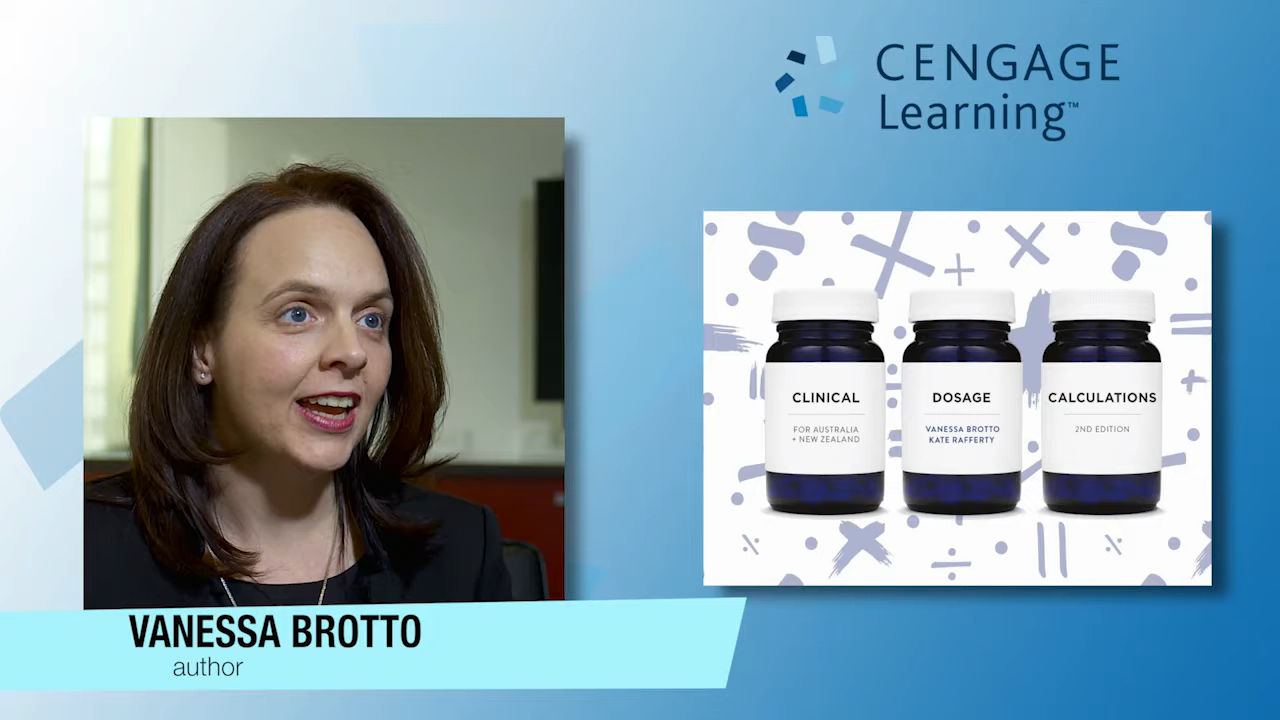 CENGAGE
Learning™
CLINICAL
FOR AUSTRALIA
+ NEW ZEALAND
DOSAGE
VANESSA BROTTO
KATE RAFFERTY
CALCULATIONS
2ND EDITION
VANESSA BROTTO
author